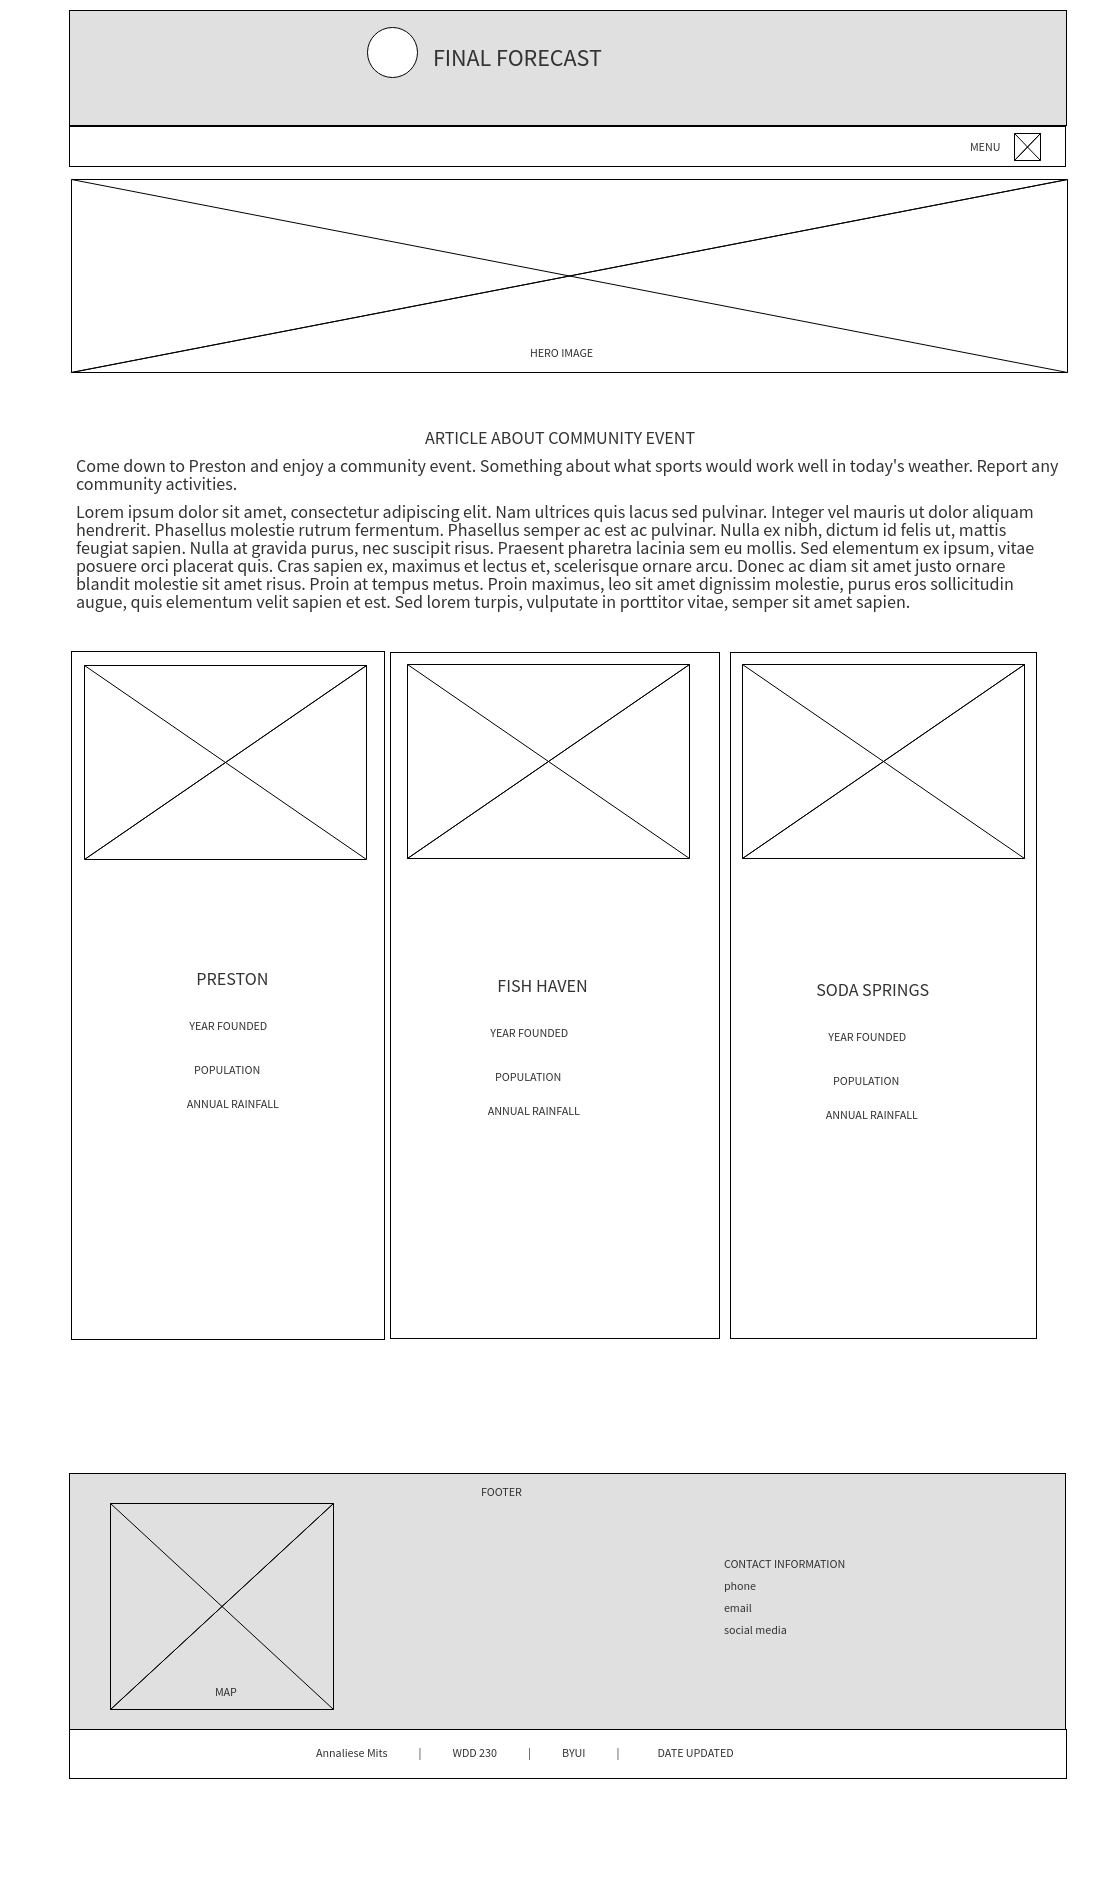 FINAL FORECAST
MENU
HERO IMAGE
ARTICLE ABOUT COMMUNITY EVENT
Come down to Preston and enjoy a community event. Something about what sports would work well in today's weather. Report any
community activities.
Lorem ipsum dolor sit amet, consectetur adipiscing elit. Nam ultrices quis lacus sed pulvinar. Integer vel mauris ut dolor aliquam
hendrerit. Phasellus molestie rutrum fermentum. Phasellus semper ac est ac pulvinar. Nulla ex nibh, dictum id felis ut, mattis
feugiat sapien. Nulla at gravida purus, nec suscipit risus. Praesent pharetra lacinia sem eu mollis. Sed elementum ex ipsum, vitae
posuere orci placerat quis. Cras sapien ex, maximus et lectus et, scelerisque ornare arcu. Donec ac diam sit amet justo ornare
blandit molestie sit amet risus. Proin at tempus metus. Proin maximus, leo sit amet dignissim molestie, purus eros sollicitudin
augue, quis elementum velit sapien et est. Sed lorem turpis, vulputate in porttitor vitae, semper sit amet sapien.
PRESTON
YEAR FOUNDED
POPULATION
ANNUAL RAINFALL
FISH HAVEN
YEAR FOUNDED
POPULATION
ANNUAL RAINFALL
SODA SPRINGS
YEAR FOUNDED
POPULATION
ANNUAL RAINFALL
FOOTER
MAP
CONTACT INFORMATION
phone
email
social media
Annaliese Mits | WDD 230 | BYUI | DATE UPDATED